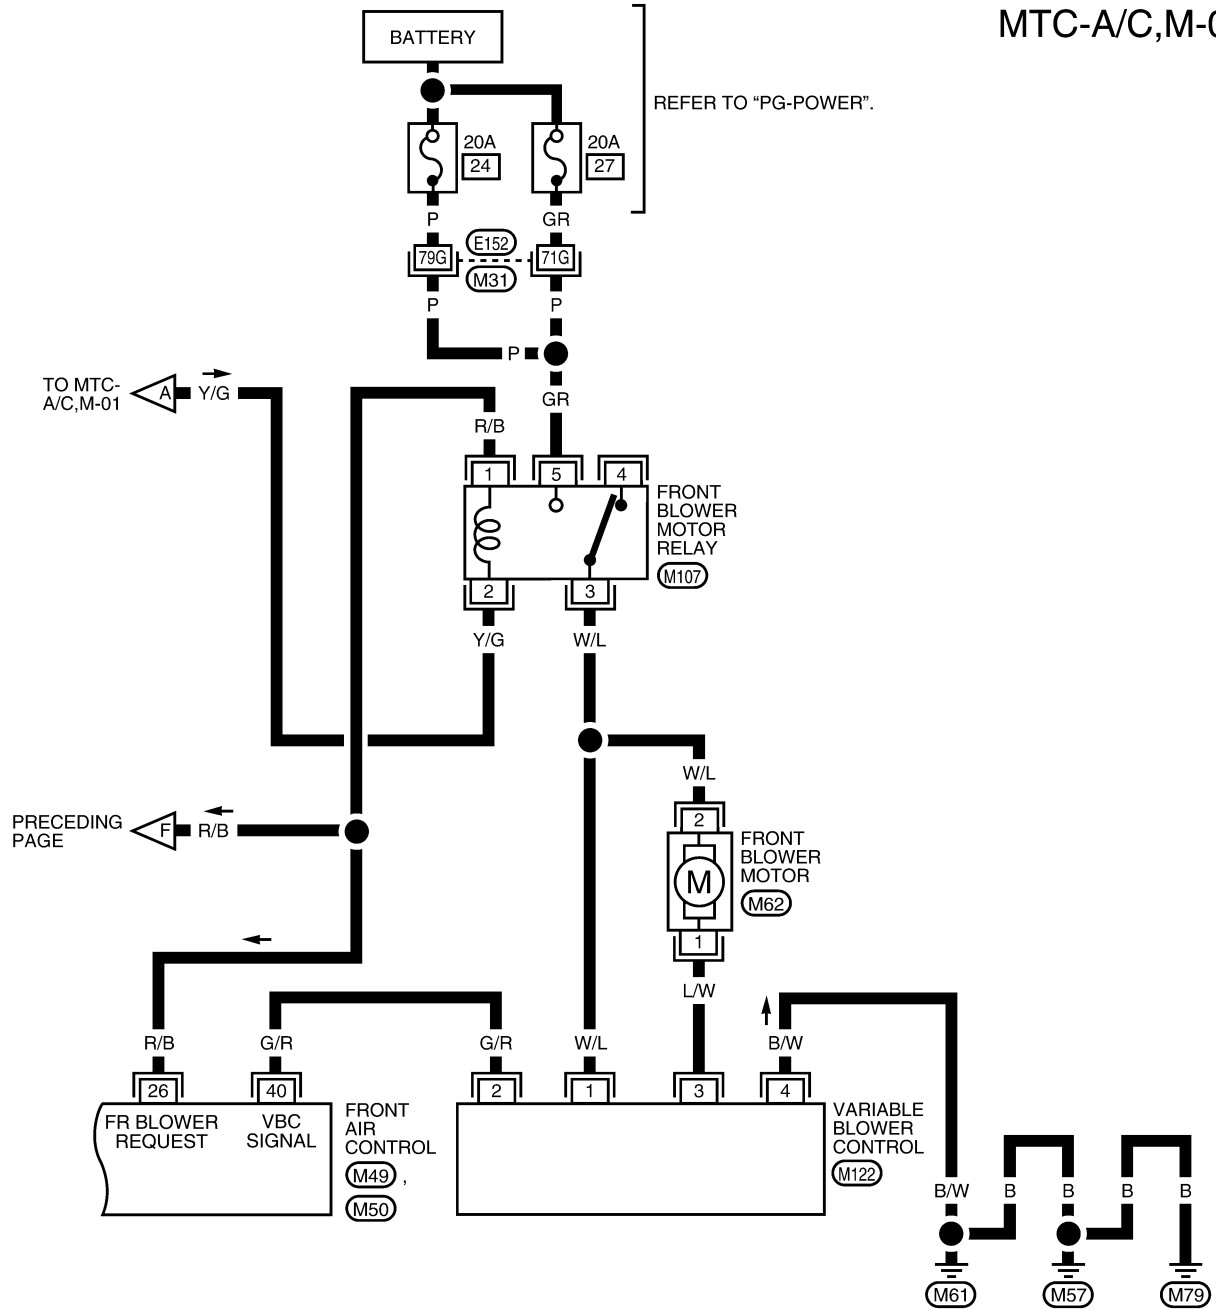 MTC-A/C,M-0
BATTERY
REFER TO “PG-POWER”.
20A
24
20A
27
P
GR
79G
E152
71G
M31
P
P
P
TO MTC-
A/C,M-01
A
Y/G
GR
R/B
1
5
4
FRONT
BLOWER
MOTOR
RELAY
M107
2
3
Y/G
W/L
W/L
PRECEDING
PAGE
F
R/B
2
FRONT
BLOWER
MOTOR
M
M62
1
L/W
R/B
G/R
G/R
W/L
B/W
26
40
2
1
3
4
FR BLOWER
REQUEST
VBC
SIGNAL
FRONT
AIR
CONTROL
M49 ,
M50
VARIABLE
BLOWER
CONTROL
M122
B/W
B
B
B
B
M61
M57
M79